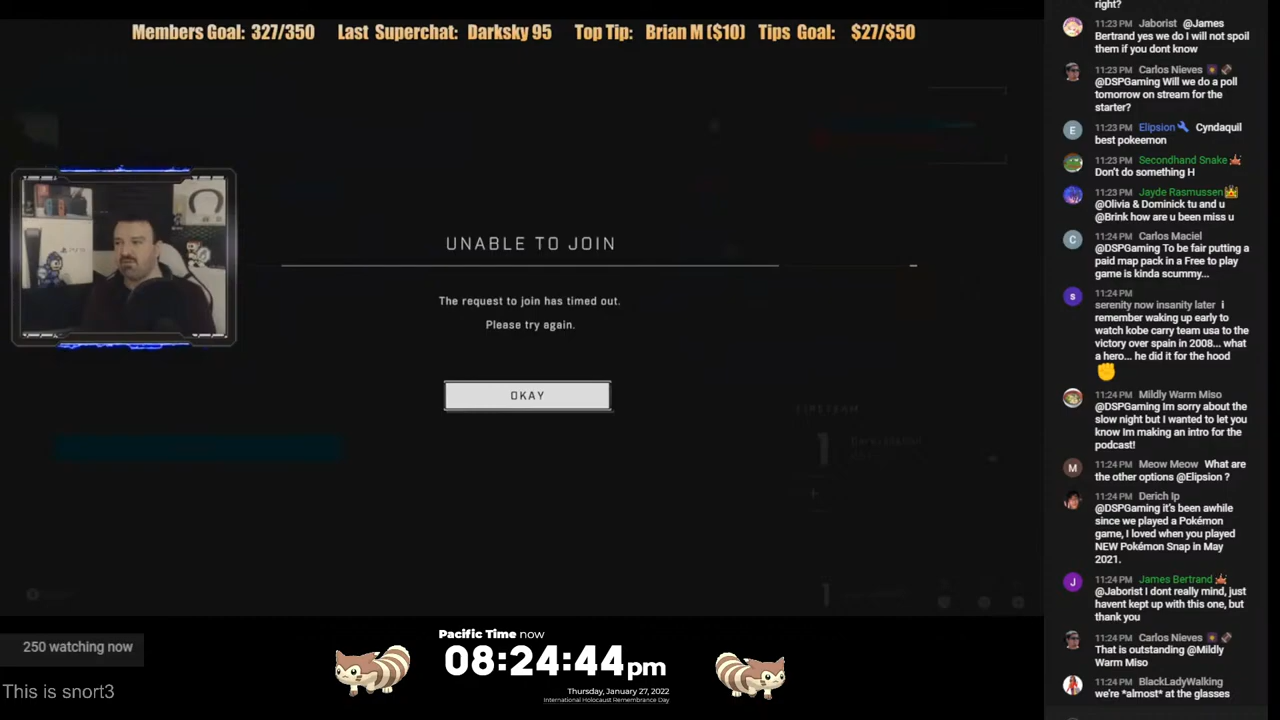 Members Goal: 327/350 Last Superchat: Darksky 95 Top Tip: Brian M ($10) Tips Goal: $27/$50
UNABLE TO JOIN
The request to join has timed out.
Please try again.
OKAY
FIRETEAM
1
1
250 watching now
This is snort3
Pacific Time now
08:24:44pm
Thursday, January 27, 2022
International Holocaust Remembrance Day
right?
11:23 PM Jaborist @James
Bertrand yes we do I will not spoil
them if you dont know
11:23 PM Carlos Nieves
@DSPGaming Will we do a poll
tomorrow on stream for the
starter?
E
11:23 PM Elipsion Cyndaquil
best pokeemon
11:23 PM Secondhand Snake
Don't do something H
11:23 PM Jayde Rasmussen
@Olivia & Dominick tu and u
@Brink how are u been miss u
C
11:24 PM Carlos Maciel
@DSPGaming To be fair putting a
paid map pack in a Free to play
game is kinda scummy...
s
11:24 PM
serenity now insanity later i
remember waking up early to
watch kobe carry team usa to the
victory over spain in 2008... what
a hero... he did it for the hood
11:24 PM Mildly Warm Miso
@DSPGaming Im sorry about the
slow night but I wanted to let you
know Im making an intro for the
podcast!
M
11:24 PM Meow Meow What are
the other options @Elipsion ?
11:24 PM Derich Ip
@DSPGaming it's been awhile
since we played a Pokémon
game, I loved when you played
NEW Pokémon Snap in May
2021.
J
11:24 PM James Bertrand
@Jaborist I dont really mind, just
havent kept up with this one, but
thank you
11:24 PM Carlos Nieves
That is outstanding @Mildly
Warm Miso
11:24 PM BlackLadyWalking
we're *almost* at the glasses